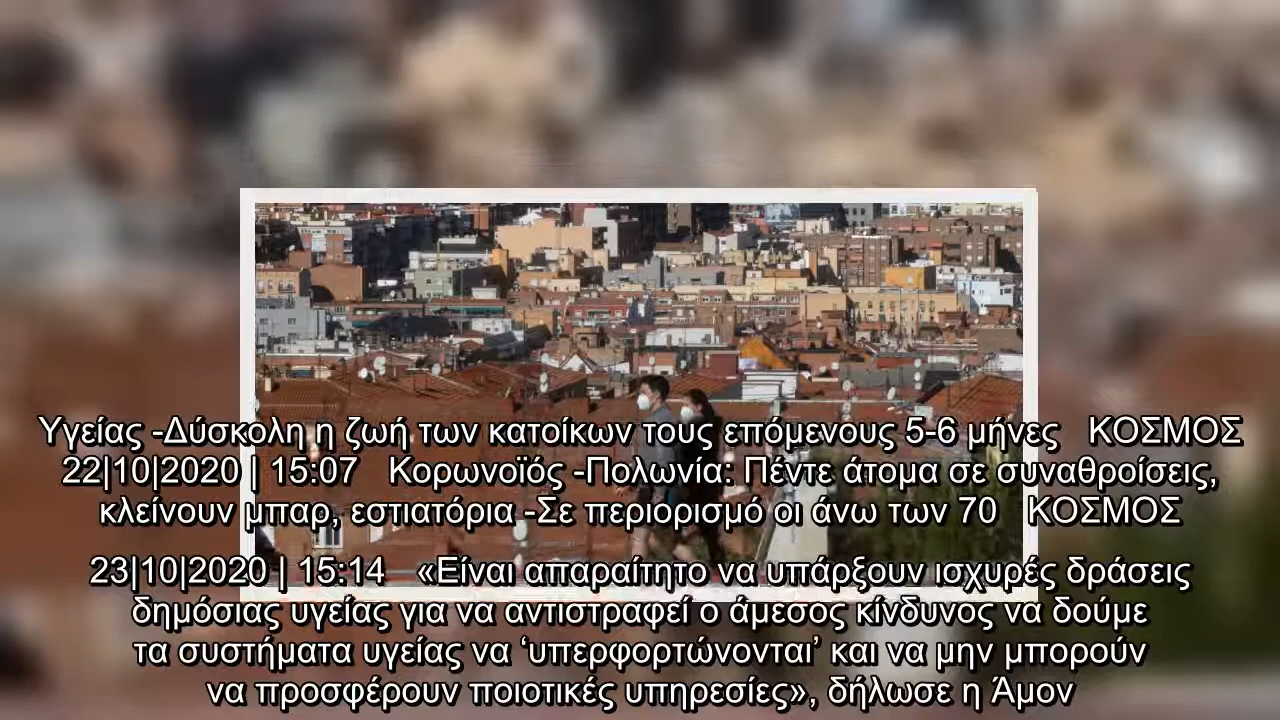 Υγείας -Δύσκολη η ζωή των κατοίκων τους επόμενους 5-6 μήνες   ΚΟΣΜΟΣ
22|10|2020 | 15:07   Κορωνοϊός -Πολωνία: Πέντε άτομα σε συναθροίσεις,
κλείνουν μπαρ, εστιατόρια -Σε περιορισμό οι άνω των 70   ΚΟΣΜΟΣ
23|10|2020 | 15:14   «Είναι απαραίτητο να υπάρξουν ισχυρές δράσεις
δημόσιας υγείας για να αντιστραφεί ο άμεσος κίνδυνος να δούμε
τα συστήματα υγείας να ‘υπερφορτώνονται’ και να μην μπορούν
να προσφέρουν ποιοτικές υπηρεσίες», δήλωσε η Άμον